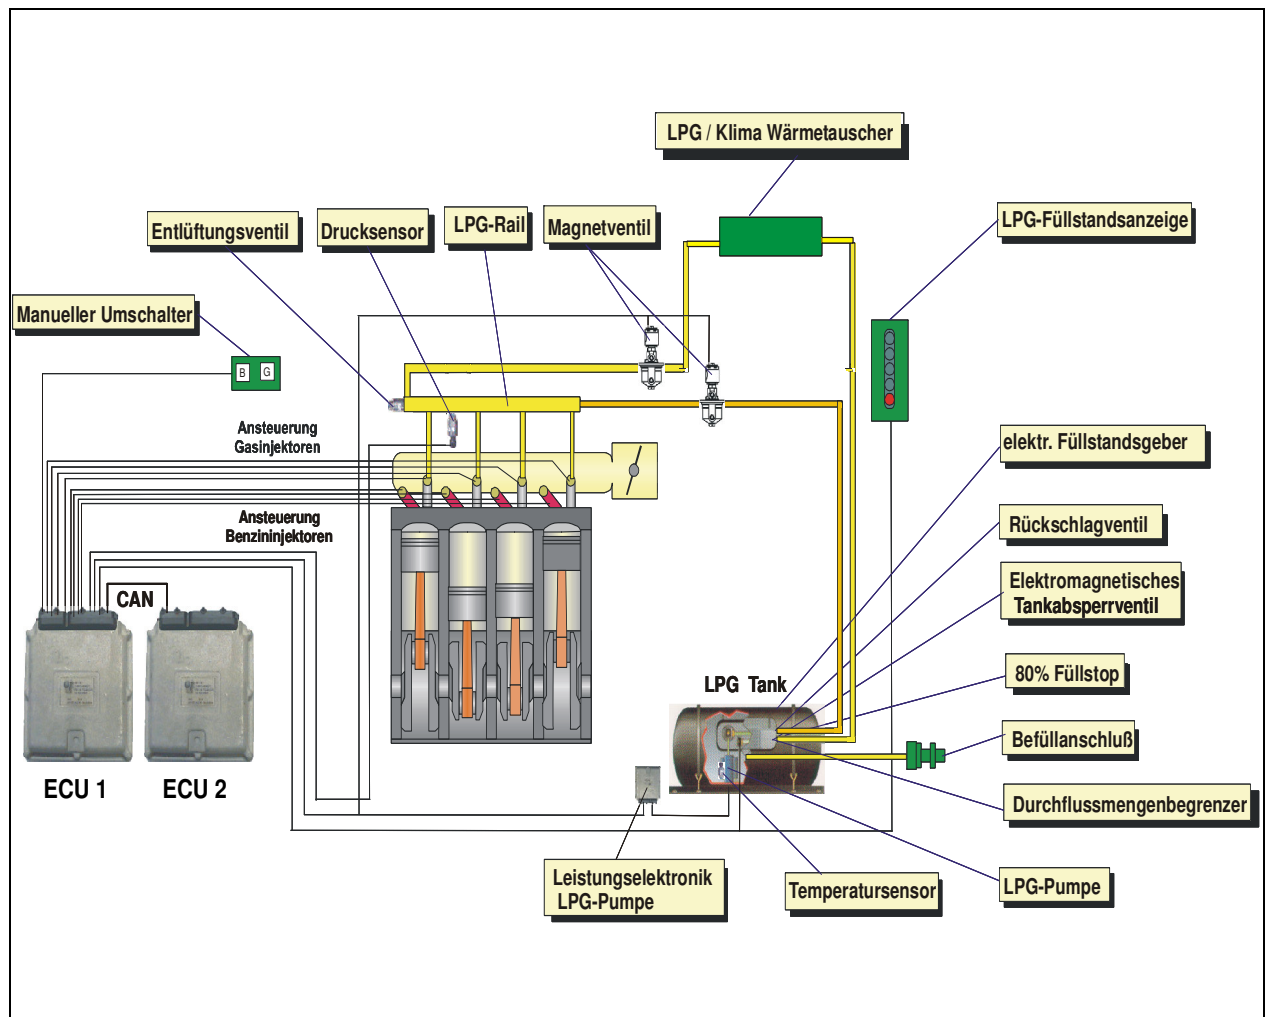 LPG / Klima Wärmetauscher
Entlüftungsventil
Drucksensor
LPG-Rail
Magnetventil
LPG-Füllstandsanzeige
Manueller Umschalter
B
G
Ansteuerung
Gasinjektoren
elektr. Füllstandsgeber
Ansteuerung
Benzininjektoren
Rückschlagventil
Elektromagnetisches
Tankabsperrventil
CAN
80% Füllstop
LPG Tank
Befüllanschluß
ECU 1
ECU 2
Durchflussmengenbegrenzer
Leistungselektronik
LPG-Pumpe
Temperatursensor
LPG-Pumpe